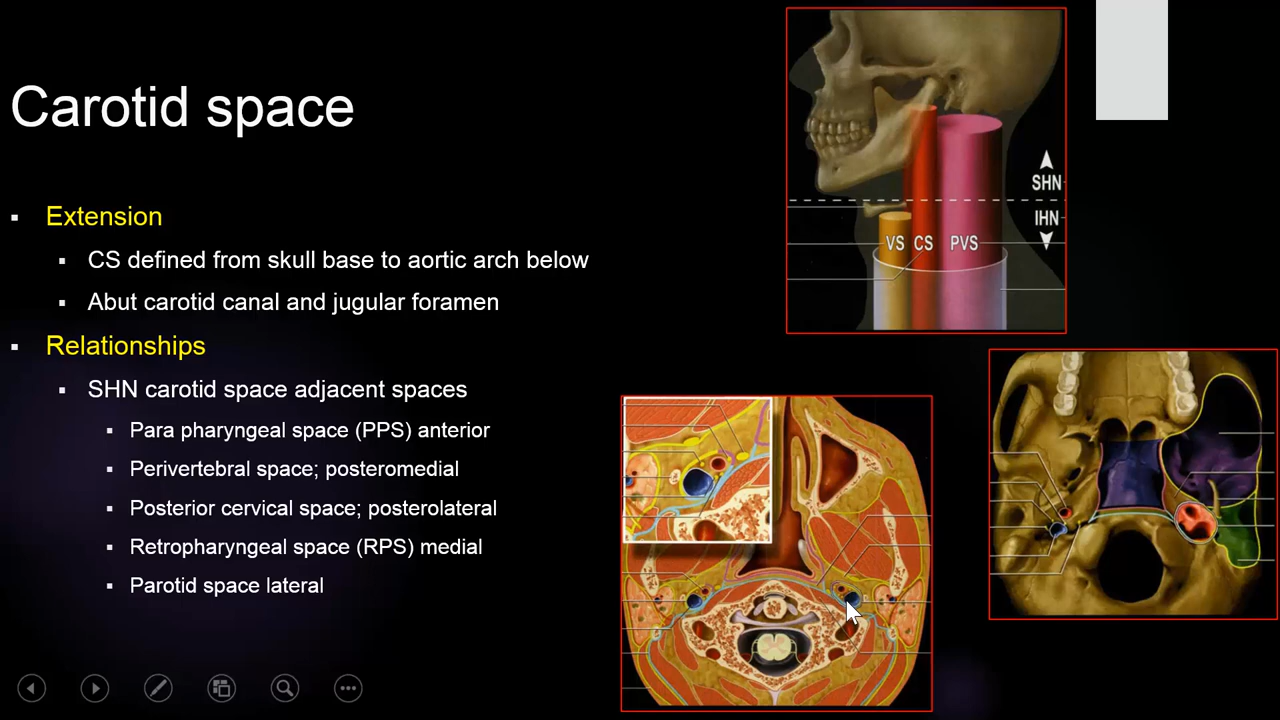 Carotid space
Extension
CS defined from skull base to aortic arch below
Abut carotid canal and jugular foramen
Relationships
SHN carotid space adjacent spaces
Para pharyngeal space (PPS) anterior
Perivertebral space; posteromedial
Posterior cervical space; posterolateral
Retropharyngeal space (RPS) medial
Parotid space lateral
SHN
IHN
VS CS PVS